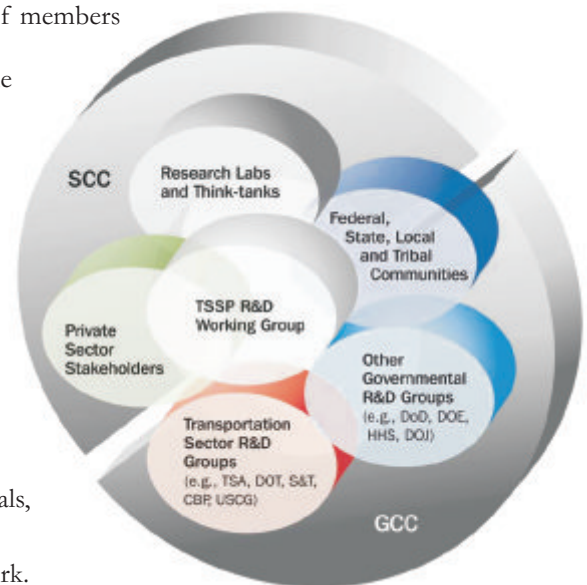 f members
e
SCC
Research Labs
and Think-tanks
Federal,
State, Local
and Tribal
Communities
TSSP R&D
Working Group
Private
Sector
Stakeholders
Other
Governmental
R&D Groups
(e.g., DoD, DOE,
HHS, DOJ)
Transportation
Sector R&D
Groups
(e.g., TSA, DOT, S&T,
CBP, USCG)
GCC
als,
rk.